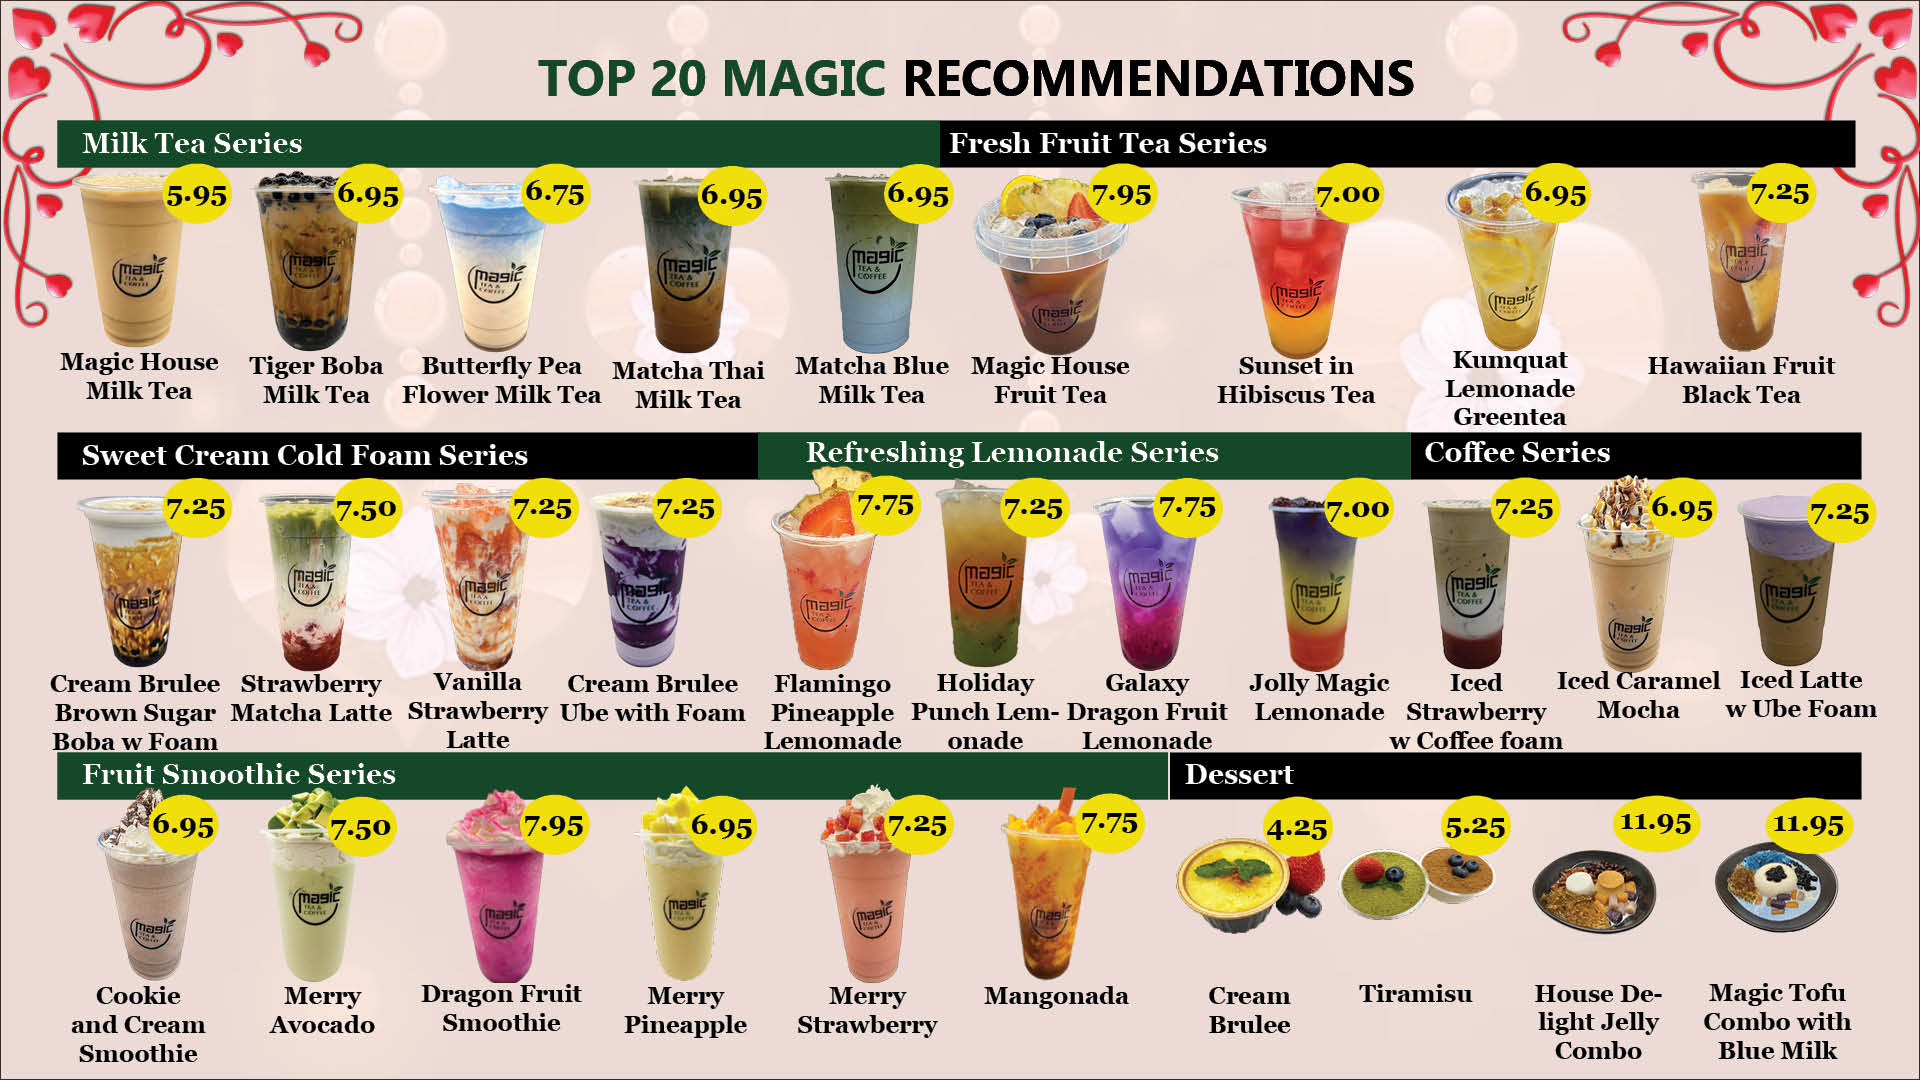 TOP 20 MAGIC RECOMMENDATIONS
Milk Tea Series
Fresh Fruit Tea Series
5.95
6.95
6.75
6.95
6.95
7.95
7.00
6.95
7.25
magic
TEA &
COFFEE
Magic House
Milk Tea
Tiger Boba
Milk Tea
Butterfly Pea
Flower Milk Tea
Matcha Thai
Milk Tea
Matcha Blue
Milk Tea
Magic House
Fruit Tea
Sunset in
Hibiscus Tea
Kumquat
Lemonade
Greentea
Hawaiian Fruit
Black Tea
Sweet Cream Cold Foam Series
Refreshing Lemonade Series
Coffee Series
7.25
7.50
7.25
7.25
7.75
7.25
7.75
7.00
7.25
6.95
7.25
Cream Brulee
Brown Sugar
Boba w Foam
Strawberry
Matcha Latte
Vanilla
Strawberry
Latte
Cream Brulee
Ube with Foam
Flamingo
Pineapple
Lemomade
Holiday
Punch Lem-
onade
Galaxy
Dragon Fruit
Lemonade
Jolly Magic
Lemonade
Iced
Strawberry
w Coffee foam
Iced Caramel
Mocha
Iced Latte
w Ube Foam
Fruit Smoothie Series
Dessert
6.95
7.50
7.95
6.95
7.25
7.75
4.25
5.25
11.95
11.95
Cookie
and Cream
Smoothie
Merry
Avocado
Dragon Fruit
Smoothie
Merry
Pineapple
Merry
Strawberry
Mangonada
Cream
Brulee
Tiramisu
House De-
light Jelly
Combo
Magic Tofu
Combo with
Blue Milk